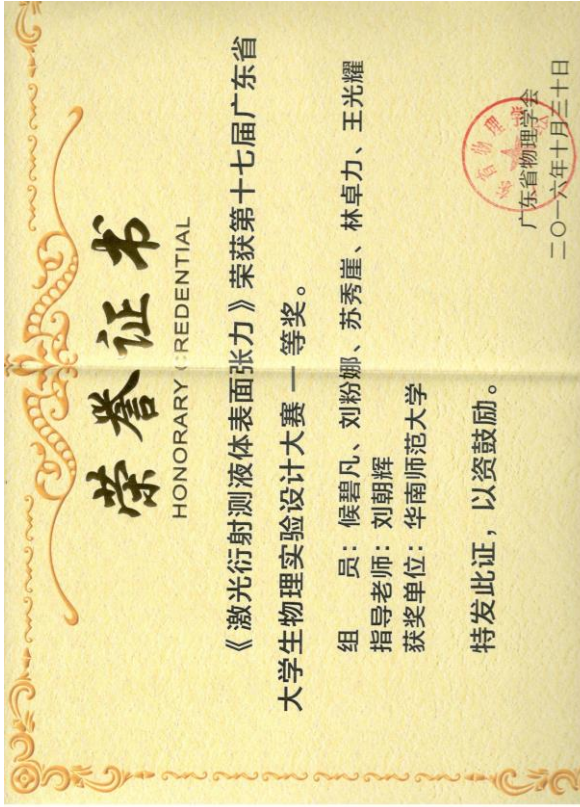 荣誉证书
HONORARY CREDENTIAL
《激光衍射测液体表面张力》荣获第十七届广东省
大学生物理实验设计大赛 一 等奖。
组 员：候碧凡、刘粉娜、苏秀崖、林卓力、王光耀
指导老师：刘朝辉
获奖单位：华南师范大学
特发此证，以资鼓励。
广东省物理学会
二〇一六年十月三十日